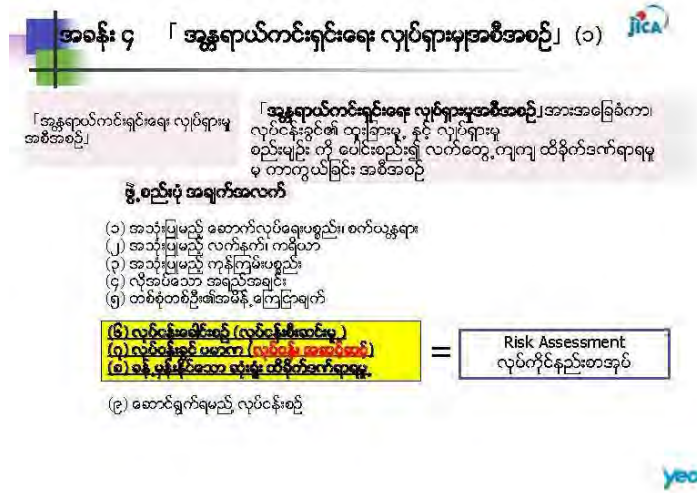 အခန်း ၄ 「 အန္တရာယ်ကင်းရှင်းရေး လှုပ်ရှားမှုအစီအစဉ်」 (၁)
jica
「အန္တရာယ်ကင်းရှင်းရေး လှုပ်ရှားမှု
အစီအစဉ်」
「အန္တရာယ်ကင်းရှင်းရေး လှုပ်ရှားမှုအစီအစဉ်」အားအခြေခံကာ၊
လုပ်ငန်းခွင်၏ ထူးခြားမှု့ နှင့် လှုပ်ရှားမှု
စည်းမျဉ်း ကို ပေါင်းစည်း၍ လက်တွေ့ကျကျ ထိခိုက်ဒဏ်ရာရမှု
မှ ကာကွယ်ခြင်း အစီအစဉ်
ဖွဲ့စည်းပုံ အချက်အလက်
(၁) အသုံးပြုမည့် ဆောက်လုပ်ရေးပစ္စည်း၊ စက်ယန္တရား
(၂) အသုံးပြုမည့် လက်နက်၊ ကရိယာ
(၃) အသုံးပြုမည့် ကုန်ကြမ်းပစ္စည်း
(၄) လိုအပ်သော အရည်အချင်း
(၅) တစ်စုံတစ်ဦး၏အမိန့်ကြေငြာချက်
(၆) လုပ်ငန်းခေါင်းစဉ် (လုပ်ငန်းစီးဆင်းမှု့)
(၇) လုပ်ငန်းခွင် ပမာဏ (လုပ်ငန်း အဆင့်ဆင့်)
(၈) ခန့်မှန်းနိုင်သော ဆုံးရှုံး ထိခိုက်ဒဏ်ရာရမှု့
=
Risk Assessment
လုပ်ကိုင်နည်းစာအုပ်
(၉) ဆောင်ရွက်ရမည့် လုပ်ငန်းစဉ်
yec